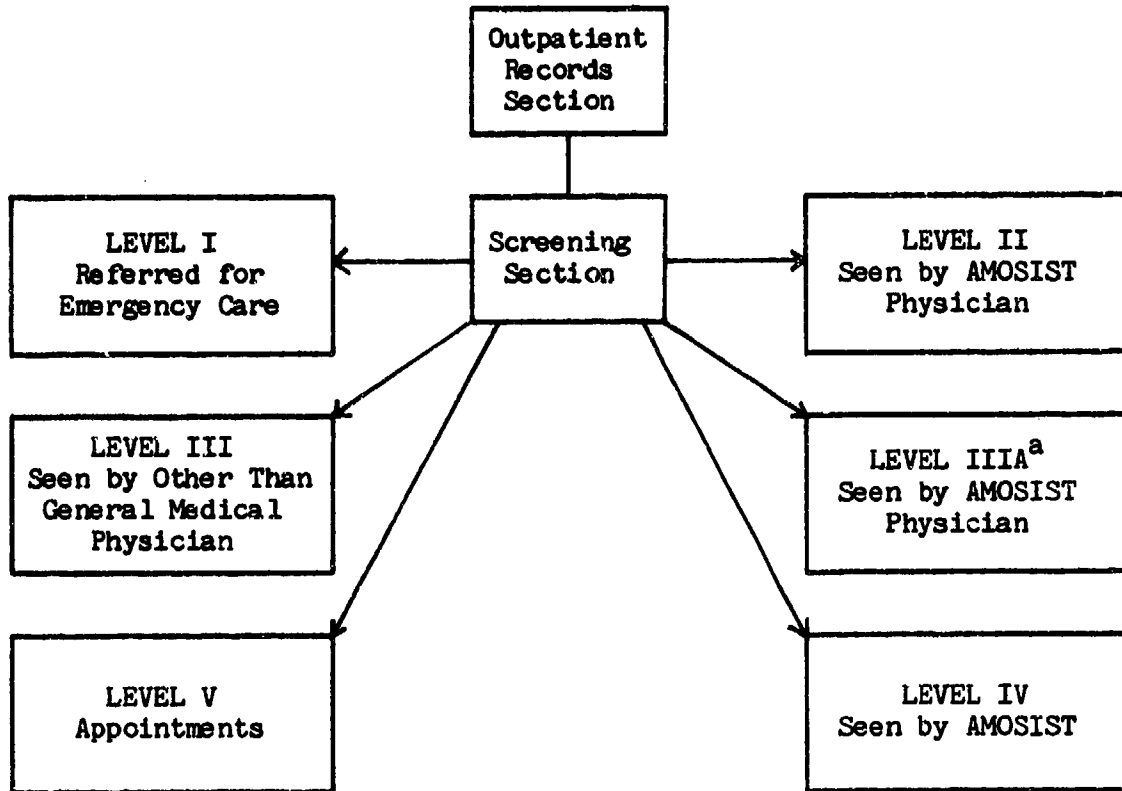 Outpatient
Records
Section
Screening
Section
LEVEL I
Referred for
Emergency Care
LEVEL II
Seen by AMOSIST
Physician
LEVEL III
Seen by Other Than
General Medical
Physician
LEVEL IIIAᵃ
Seen by AMOSIST
Physician
LEVEL V
Appointments
LEVEL IV
Seen by AMOSIST